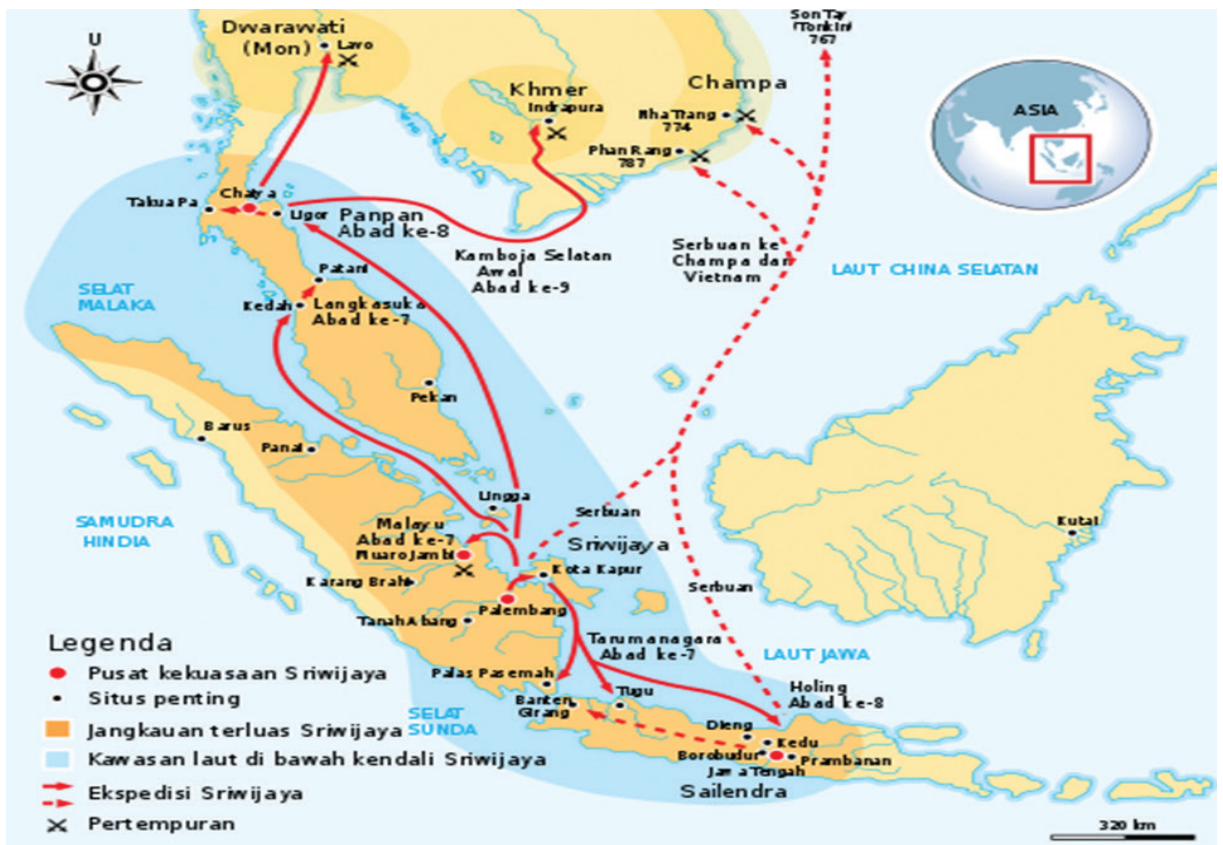 U
Dwarawati
(Mon)
Lavo
Son Tay
(Tonkin)
767
Champa
Khmer
Indrapura
Nha Trang
774
Phan Rang
787
ASIA
Chaiya
Takua Pa
Ligor
Panpan
Abad ke-8
Kamboja Selatan
Awal
Abad ke-9
Serbuan ke
Champa dan
Vietnam
LAUT CHINA SELATAN
SELAT
MALAKA
Patani
Kedah
Langkasuka
Abad ke-7
Pekan
Barus
Panai
Lingga
SAMUDRA
HINDIA
Malayu
Abad ke-7
Muaro Jambi
Serbuan
Sriwijaya
Kutai
Karang Brahi
Kota Kapur
Serbuan
Palembang
Tanah Abang
Tarumanagara
Abad ke-7
LAUT JAWA
Palas Pasemah
Holing
Abad ke-8
Banten
Girang
Tugu
SELAT
SUNDA
Dieng
Kedu
Borobudur
Prambanan
Jawa Tengah
Sailendra
Legenda
Pusat kekuasaan Sriwijaya
Situs penting
Jangkauan terluas Sriwijaya
Kawasan laut di bawah kendali Sriwijaya
Ekspedisi Sriwijaya
Pertempuran
320 km